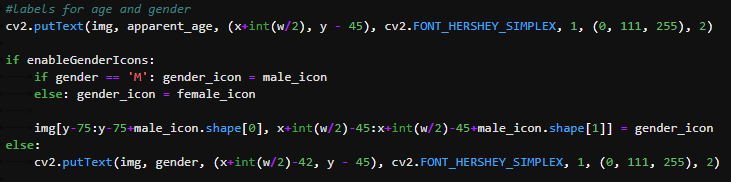 #labels for age and gender
cv2.putText(img, apparent_age, (x+int(w/2), y - 45), cv2.FONT_HERSHEY_SIMPLEX, 1, (0, 111, 255), 2)
if enableGenderIcons:
if gender == 'M': gender_icon = male_icon
else: gender_icon = female_icon
img[y-75:y-75+male_icon.shape[0], x+int(w/2)-45:x+int(w/2)-45+male_icon.shape[1]] = gender_icon
else:
cv2.putText(img, gender, (x+int(w/2)-42, y - 45), cv2.FONT_HERSHEY_SIMPLEX, 1, (0, 111, 255), 2)